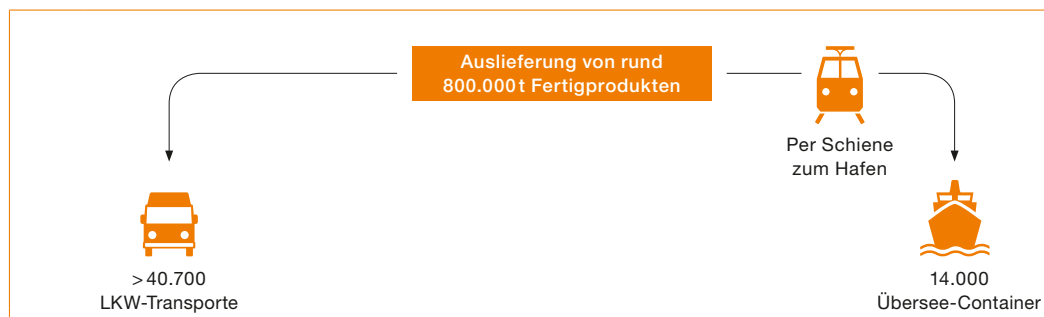 Auslieferung von rund
800.000 t Fertigprodukten
Per Schiene
zum Hafen
> 40.700
LKW-Transporte
14.000
Übersee-Container